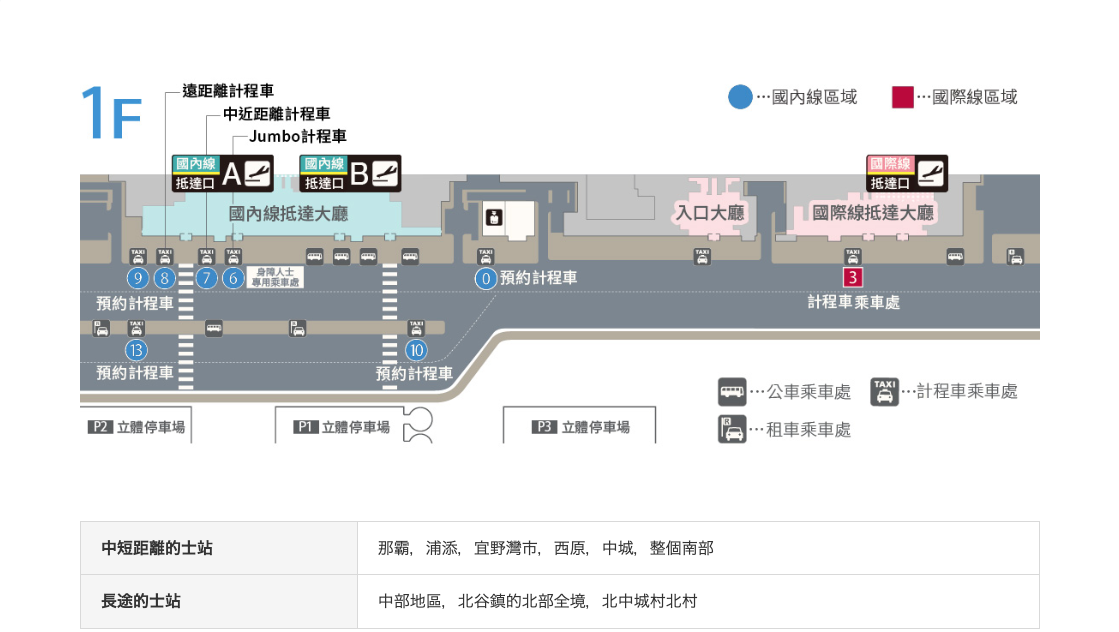 1F
遠距離計程車
中近距離計程車
Jumbo計程車
…國內線區域
…國際線區域
國內線
抵達口 A
國內線
抵達口 B
國際線
抵達口
國內線抵達大廳
入口大廳
國際線抵達大廳
TAXI TAXI TAXI TAXI TAXI TAXI TAXI
9 8 7 6
身障人士
專用乘車處
0 預約計程車
3
預約計程車
計程車乘車處
TAXI TAXI
13
10
預約計程車
預約計程車
…公車乘車處
TAXI …計程車乘車處
R …租車乘車處
P2 立體停車場
P1 立體停車場
P3 立體停車場
中短距離的士站 那霸, 浦添, 宜野灣市, 西原, 中城, 整個南部
長途的士站 中部地區, 北谷鎮的北部全境, 北中城村北村